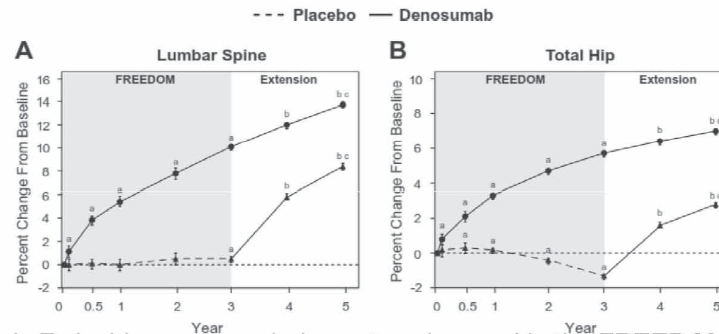 Placebo Denosumab
A Lumbar Spine
B Total Hip
Percent Change From Baseline
16
14
12
10
8
6
4
2
0
-2
FREEDOM Extension
a a a a a b b c
a b b c
0 0.5 1 2 3 4 5
Year
Percent Change From Baseline
10
8
6
4
2
0
-2
FREEDOM Extension
a a a a a b b c
a a a a a b b c
0 0.5 1 2 3 4 5
Year